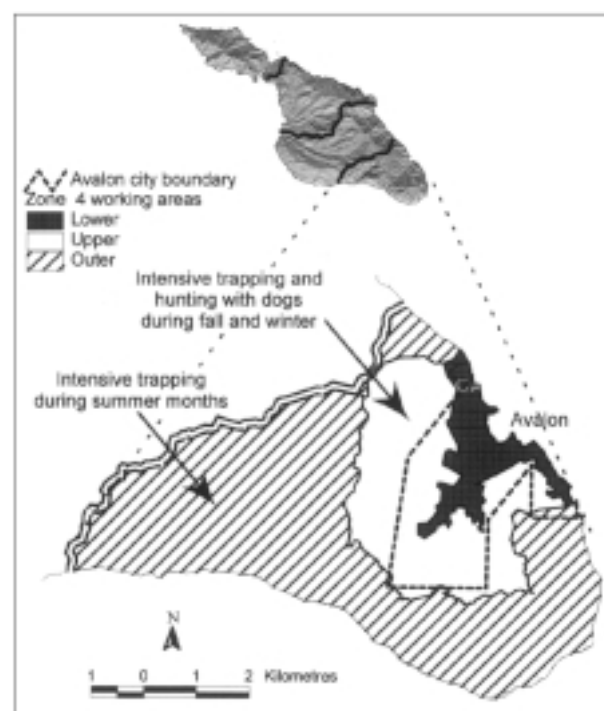 Avalon city boundary
Zone 4 working areas
Lower
Upper
Outer
Intensive trapping and
hunting with dogs
during fall and winter
Intensive trapping
during summer months
Avalon
N
1 0 1 2 Kilometres